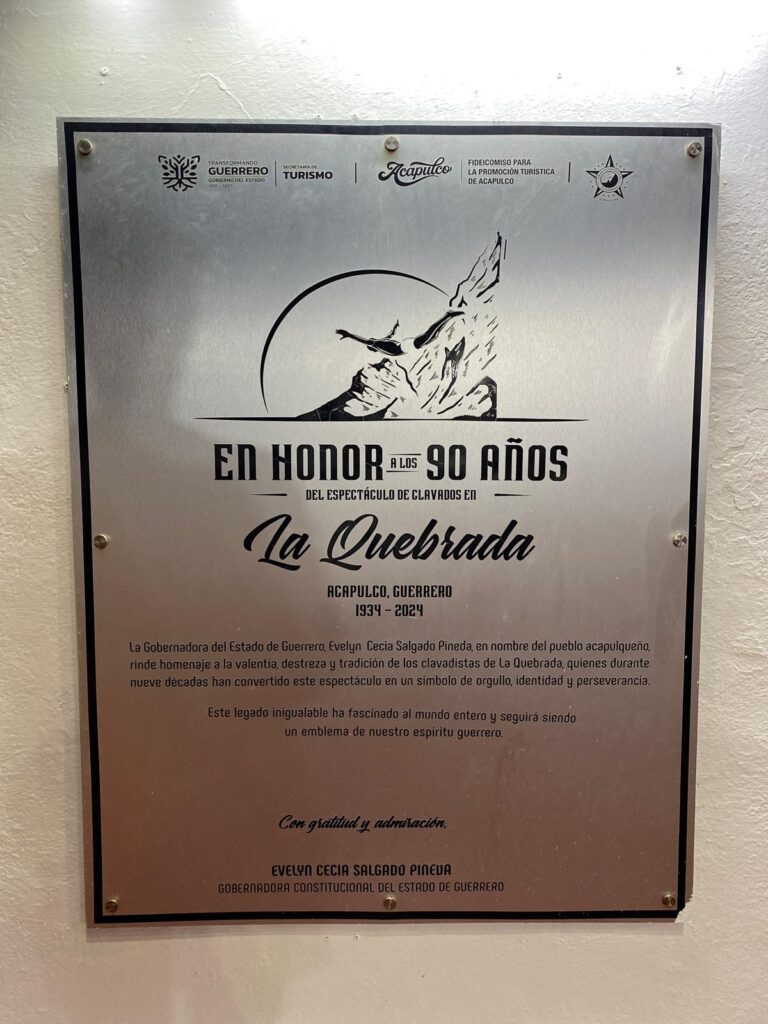 TRANSFORMANDO
GUERRERO
GOBIERNO DEL ESTADO
2021 - 2027
SECRETARÍA DE
TURISMO
Acapulco
FIDEICOMISO PARA
LA PROMOCIÓN TURÍSTICA
DE ACAPULCO
EN HONOR A LOS 90 AÑOS
DEL ESPECTÁCULO DE CLAVADOS EN
La Quebrada
ACAPULCO, GUERRERO
1934 - 2024
La Gobernadora del Estado de Guerrero, Evelyn Cecia Salgado Pineda, en nombre del pueblo acapulqueño,
rinde homenaje a la valentía, destreza y tradición de los clavadistas de La Quebrada, quienes durante
nueve décadas han convertido este espectáculo en un símbolo de orgullo, identidad y perseverancia.
Este legado inigualable ha fascinado al mundo entero y seguirá siendo
un emblema de nuestro espíritu guerrero.
Con gratitud y admiración,
EVELYN CECIA SALGADO PINEDA
GOBERNADORA CONSTITUCIONAL DEL ESTADO DE GUERRERO